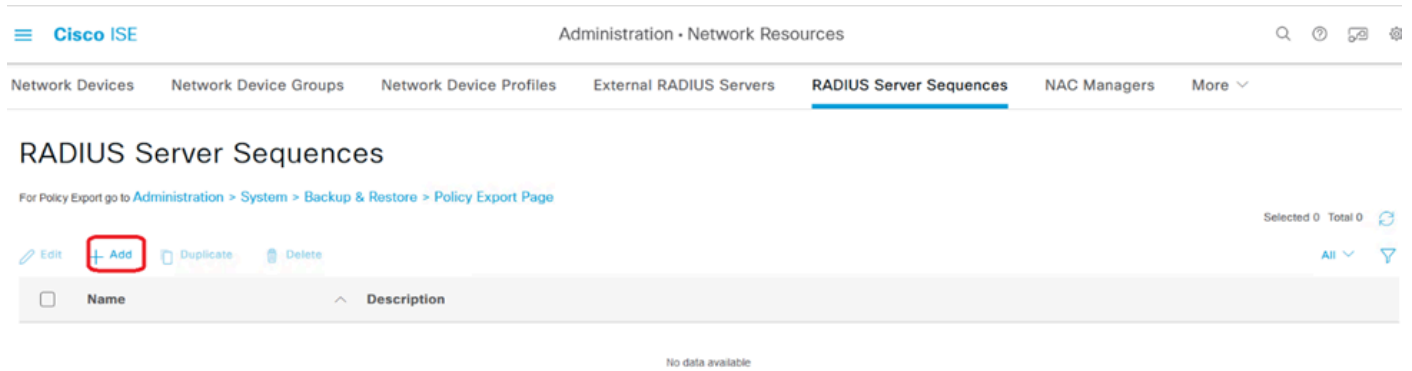 Cisco ISE Administration · Network Resources
Network Devices Network Device Groups Network Device Profiles External RADIUS Servers RADIUS Server Sequences NAC Managers More
RADIUS Server Sequences
For Policy Export go to Administration > System > Backup & Restore > Policy Export Page
Selected 0 Total 0
Edit + Add Duplicate Delete All
Name Description
No data available